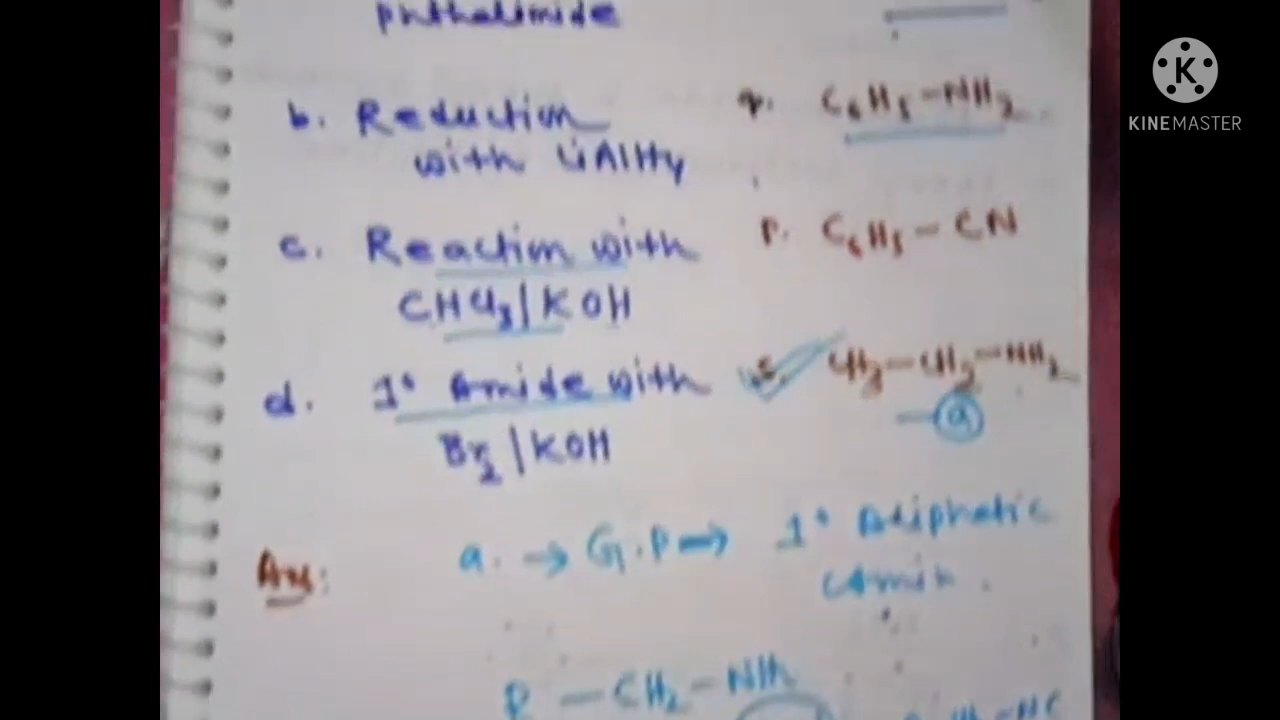 phthalimide
b. Reduction
with LiAlH4
q. C6H5-NH2
c. Reaction with
CHCl3/KOH
r. C6H5-CN
d. 1° Amide with
Br2/KOH
s. CH3-CH2-NH2
a
Ans:
a. → G.P → 1° Aliphatic
Amin.
R-CH2-NH2
K
KINEMASTER